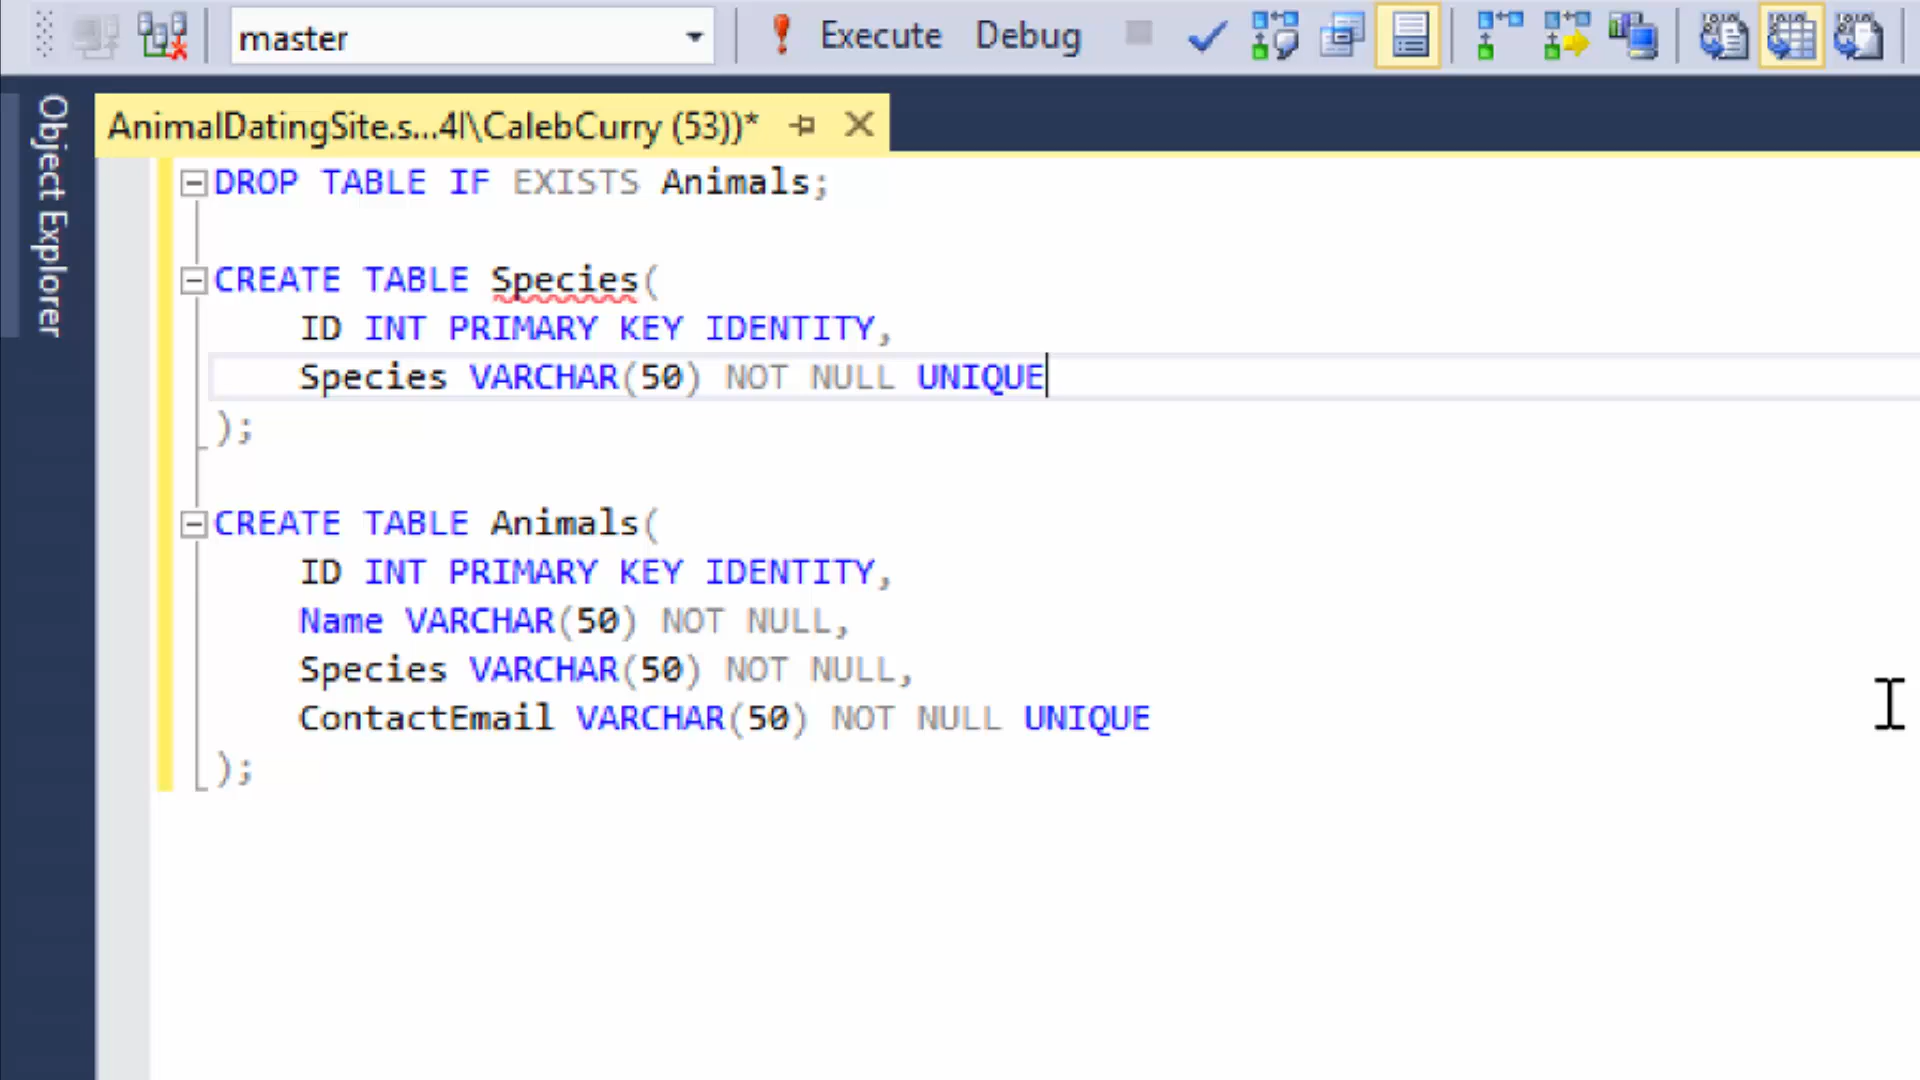 master
Execute Debug
Object Explorer
AnimalDatingSite.s...4l\CalebCurry (53))*
DROP TABLE IF EXISTS Animals;
CREATE TABLE Species(
ID INT PRIMARY KEY IDENTITY,
Species VARCHAR(50) NOT NULL UNIQUE
);
CREATE TABLE Animals(
ID INT PRIMARY KEY IDENTITY,
Name VARCHAR(50) NOT NULL,
Species VARCHAR(50) NOT NULL,
ContactEmail VARCHAR(50) NOT NULL UNIQUE
);